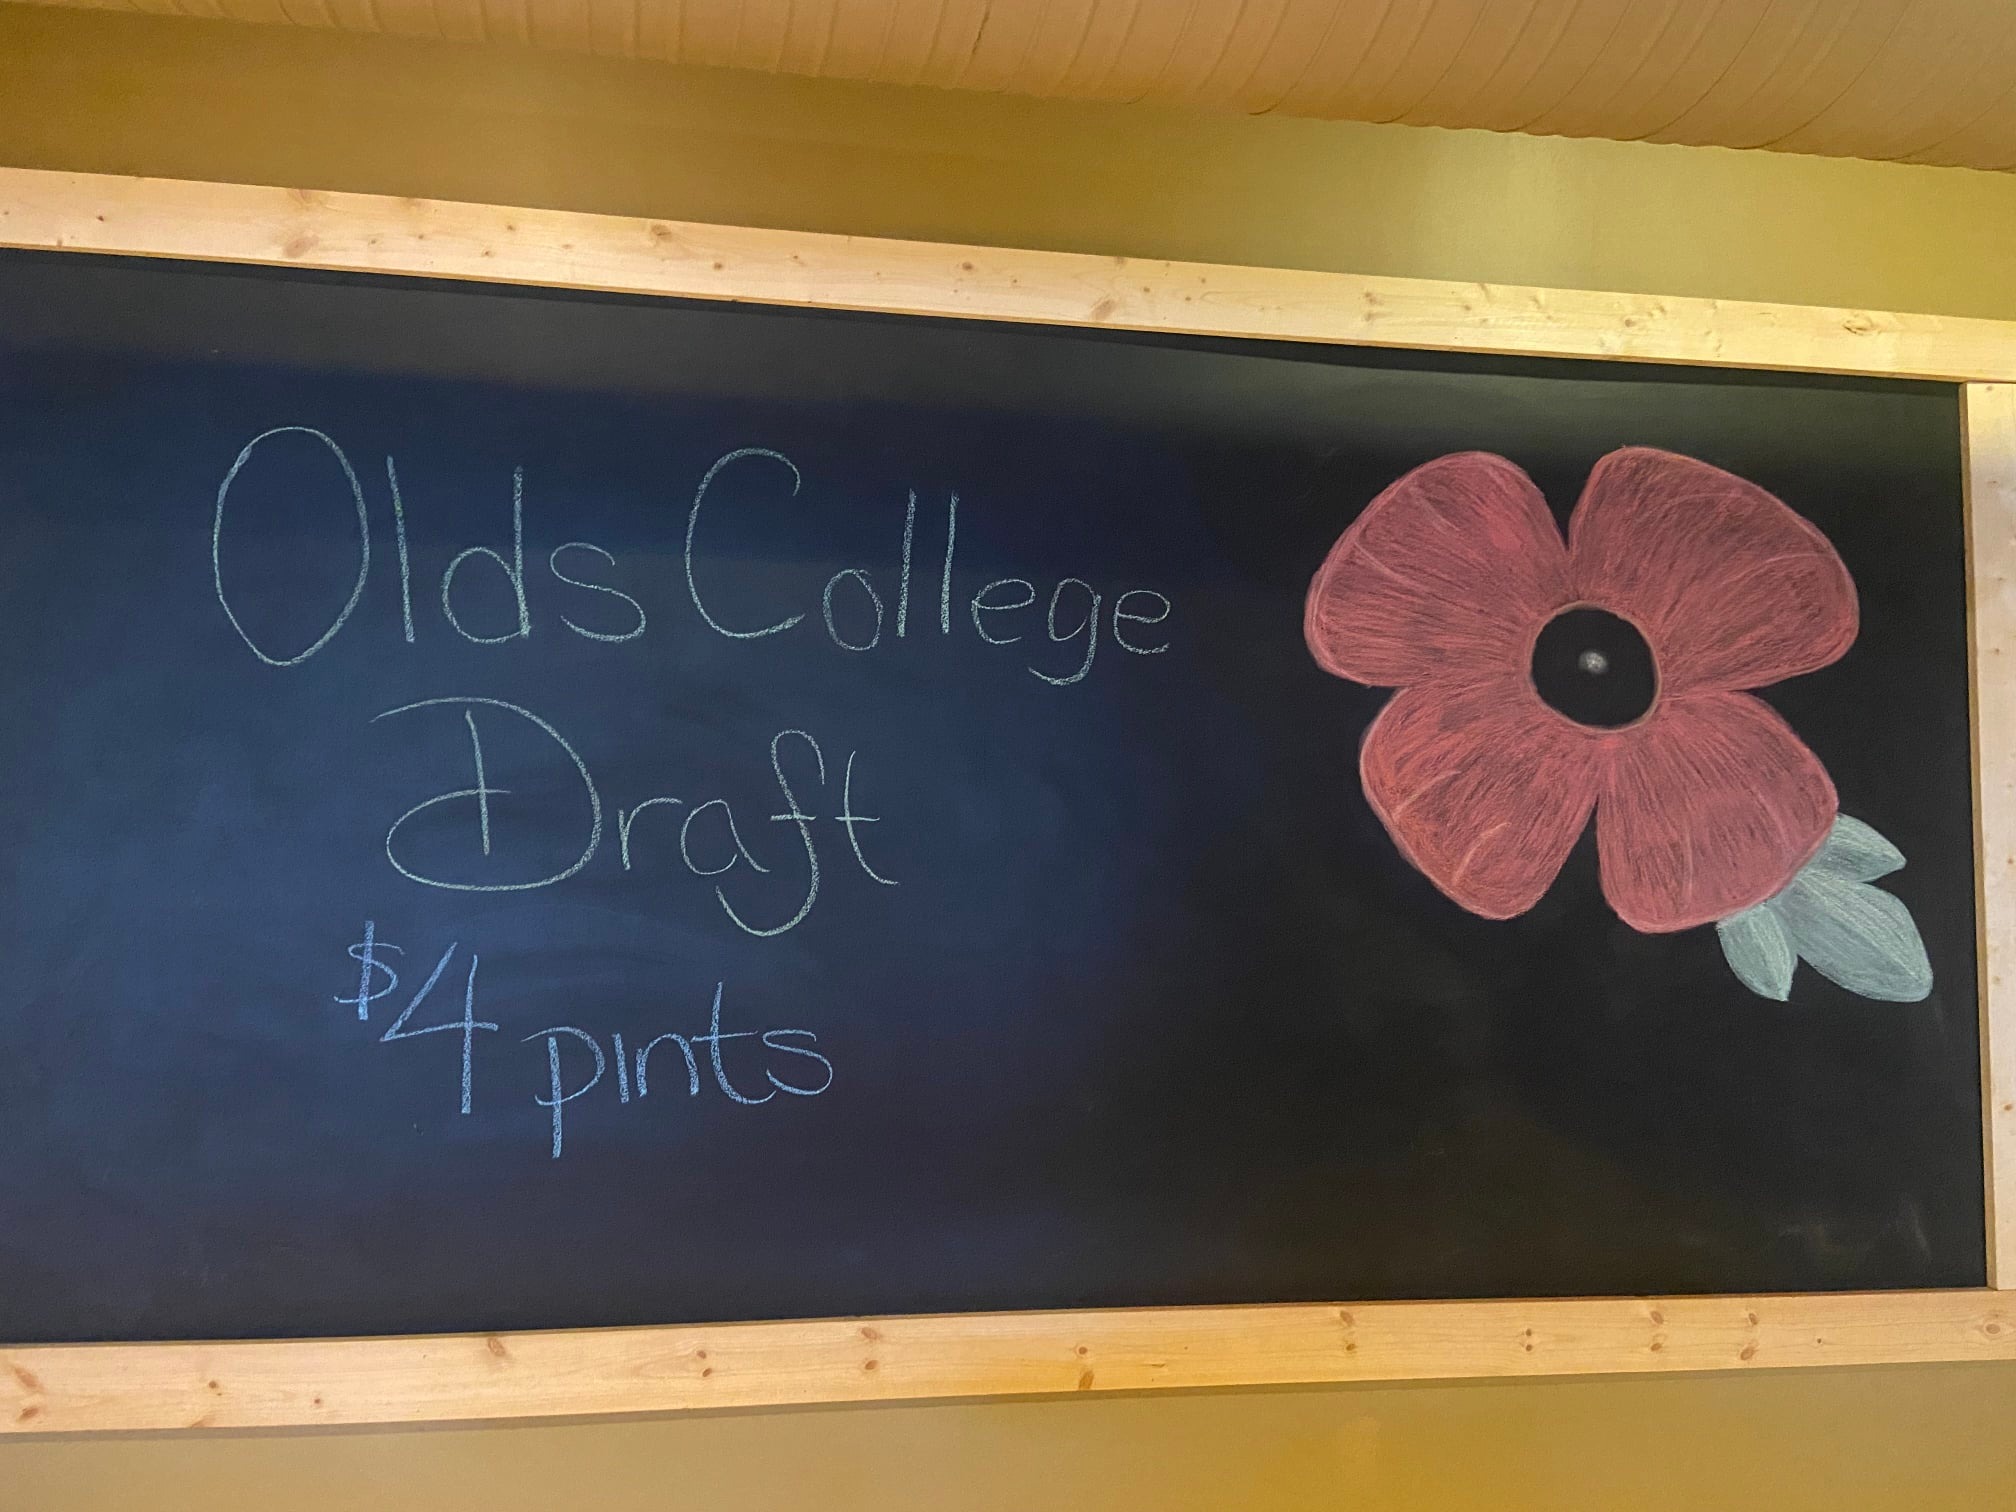 Olds College
Draft
$4 pints